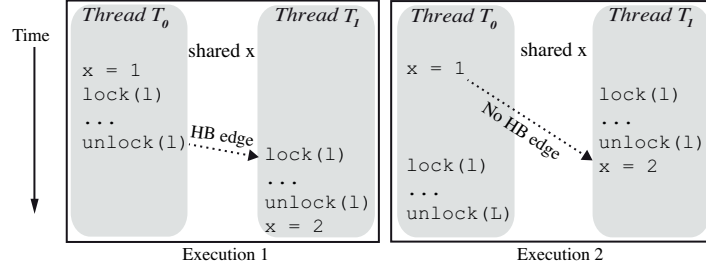 Time
Thread T0
shared x
Thread T1
x = 1
lock(l)
...
unlock(l)
HB edge
lock(l)
...
unlock(l)
x = 2
Execution 1
Thread T0
shared x
Thread T1
x = 1
No HB edge
lock(l)
...
unlock(l)
x = 2
lock(l)
...
unlock(L)
Execution 2